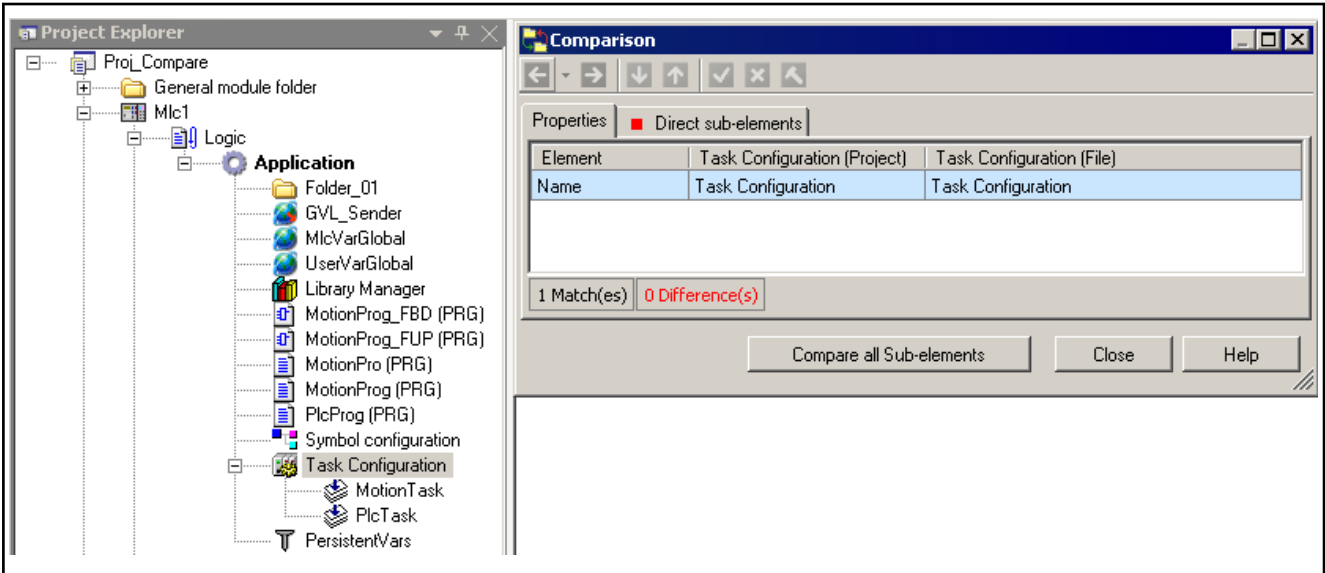 Project Explorer
Proj_Compare
General module folder
Mlc1
Logic
Application
Folder_01
GVL_Sender
MlcVarGlobal
UserVarGlobal
Library Manager
MotionProg_FBD (PRG)
MotionProg_FUP (PRG)
MotionPro (PRG)
MotionProg (PRG)
PlcProg (PRG)
Symbol configuration
Task Configuration
MotionTask
PlcTask
PersistentVars
Comparison
Properties Direct sub-elements
Element Task Configuration (Project) Task Configuration (File)
Name Task Configuration Task Configuration
1 Match(es) 0 Difference(s)
Compare all Sub-elements Close Help